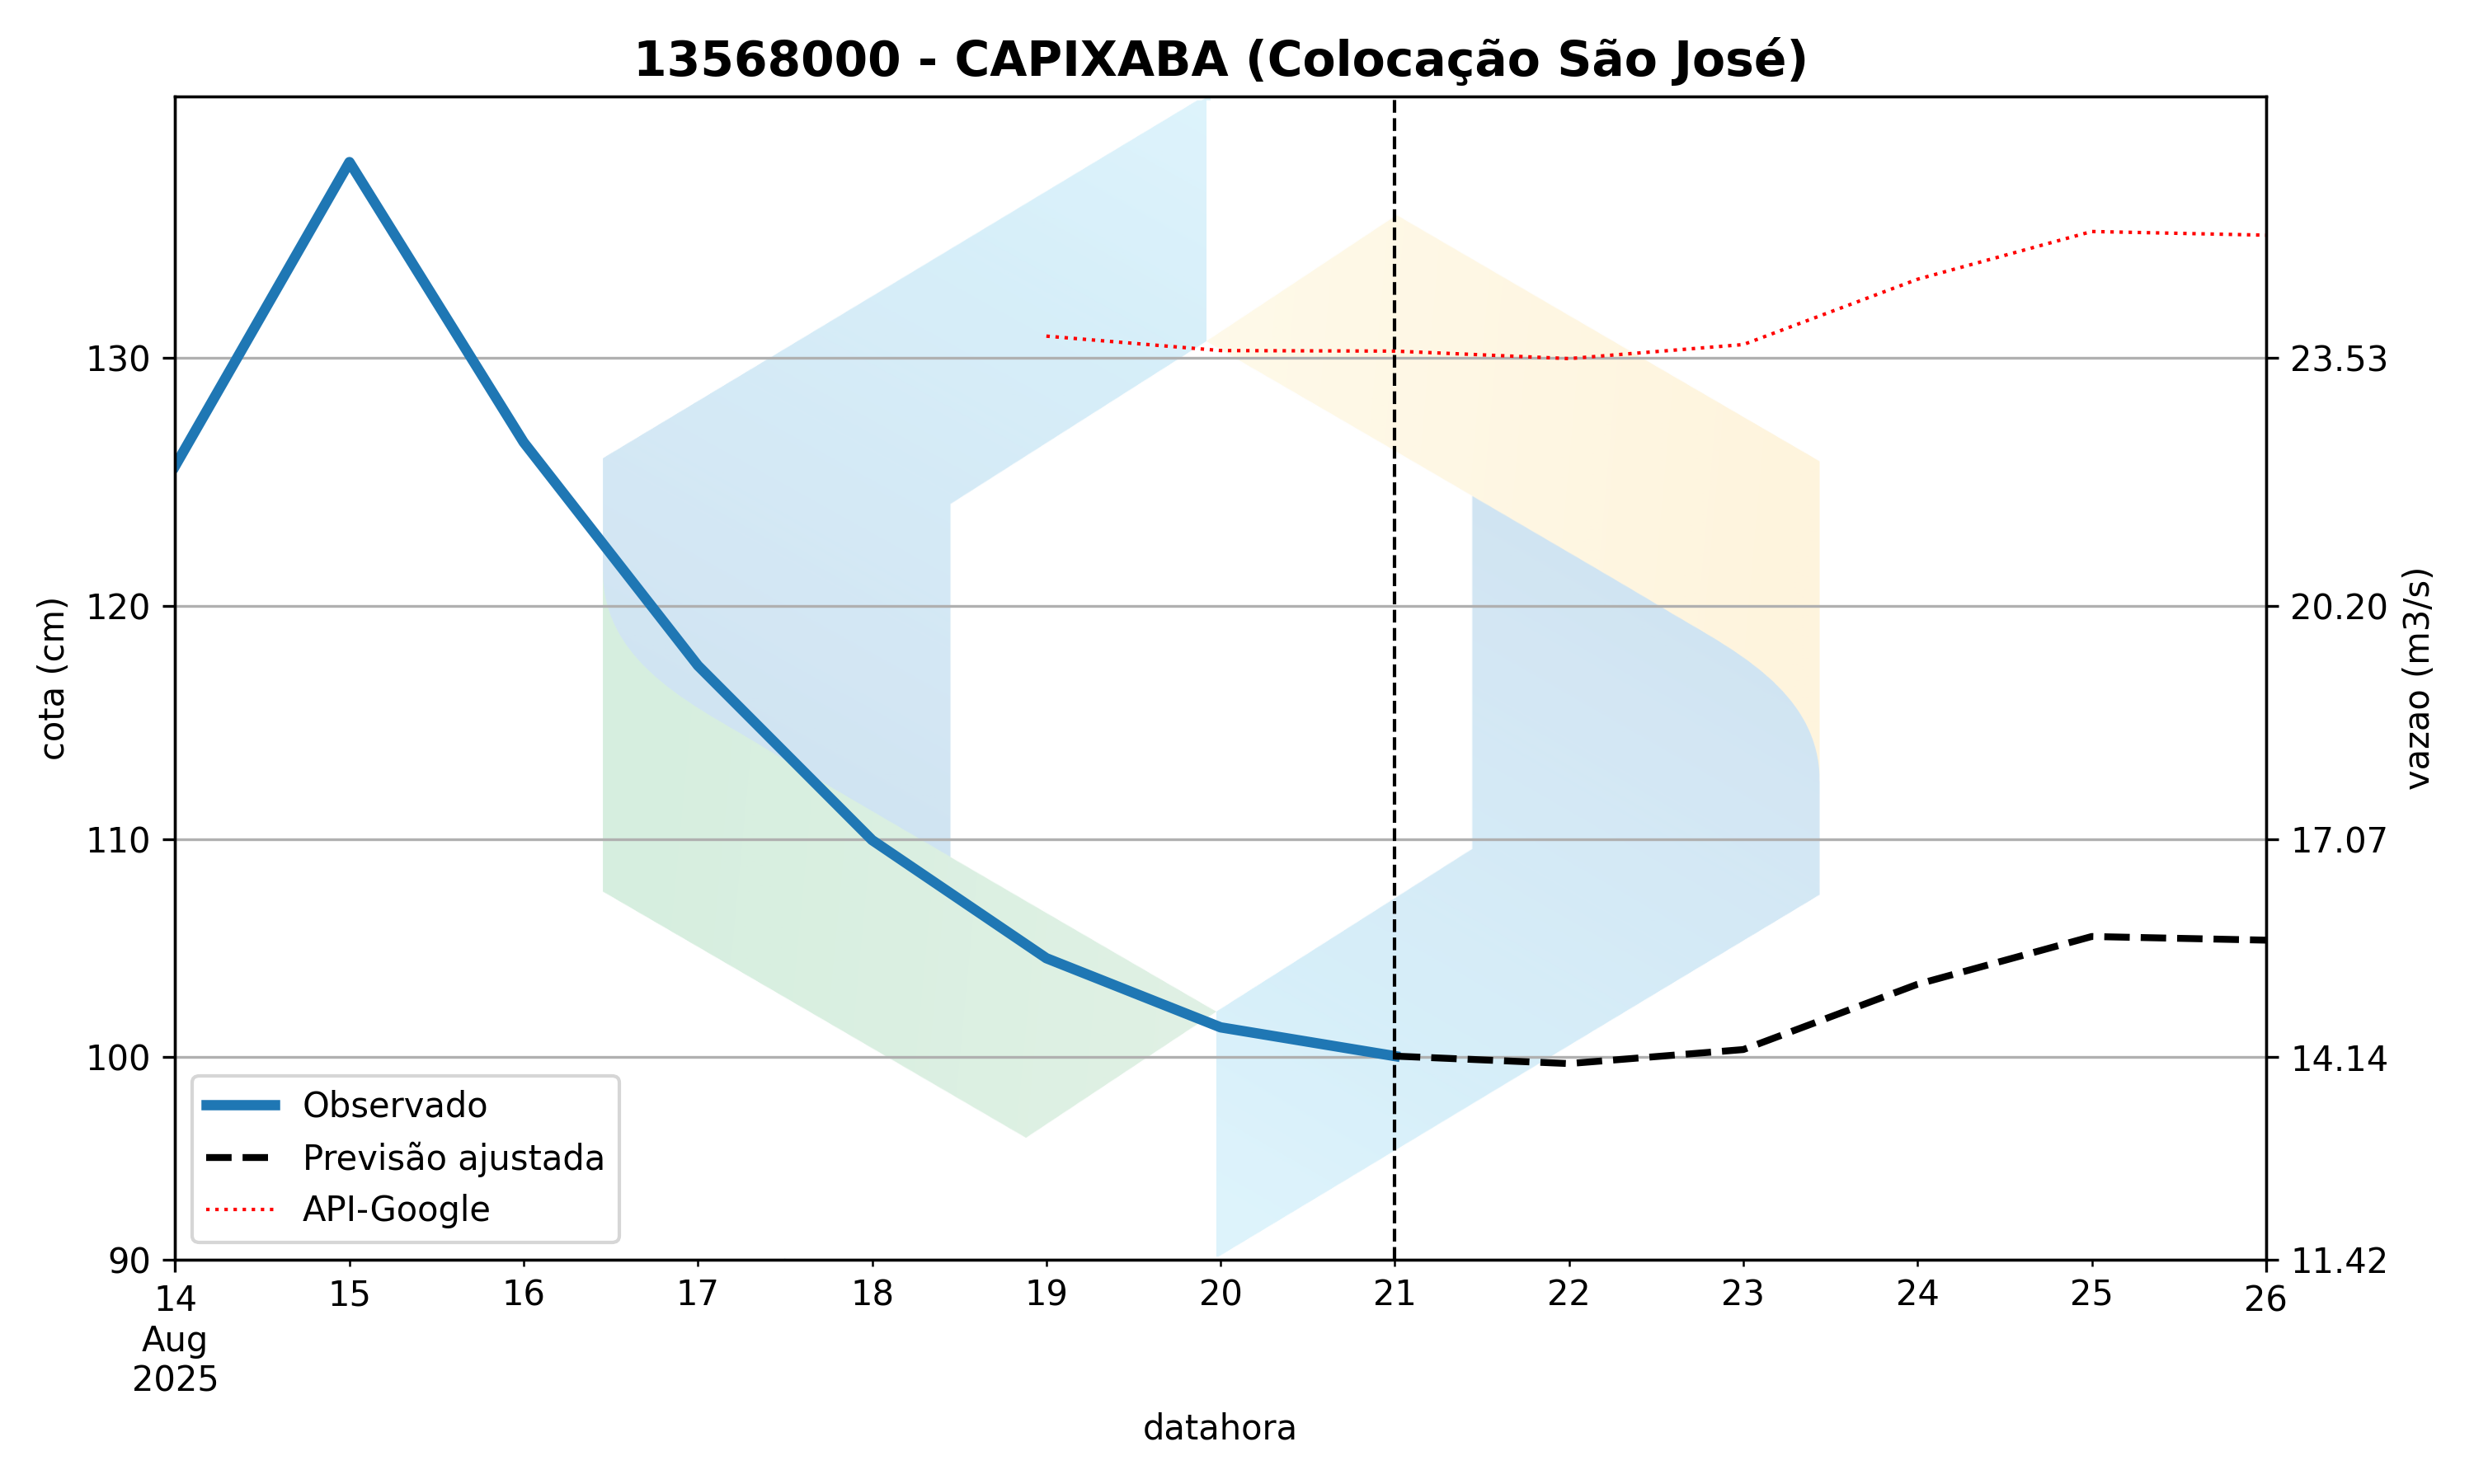 13568000 - CAPIXABA (Colocação São José)
130
120
110
100
90
cota (cm)
23.53
20.20
17.07
14.14
11.42
vazao (m3/s)
Observado
Previsão ajustada
API-Google
14 15 16 17 18 19 20 21 22 23 24 25 26
Aug
2025
datahora